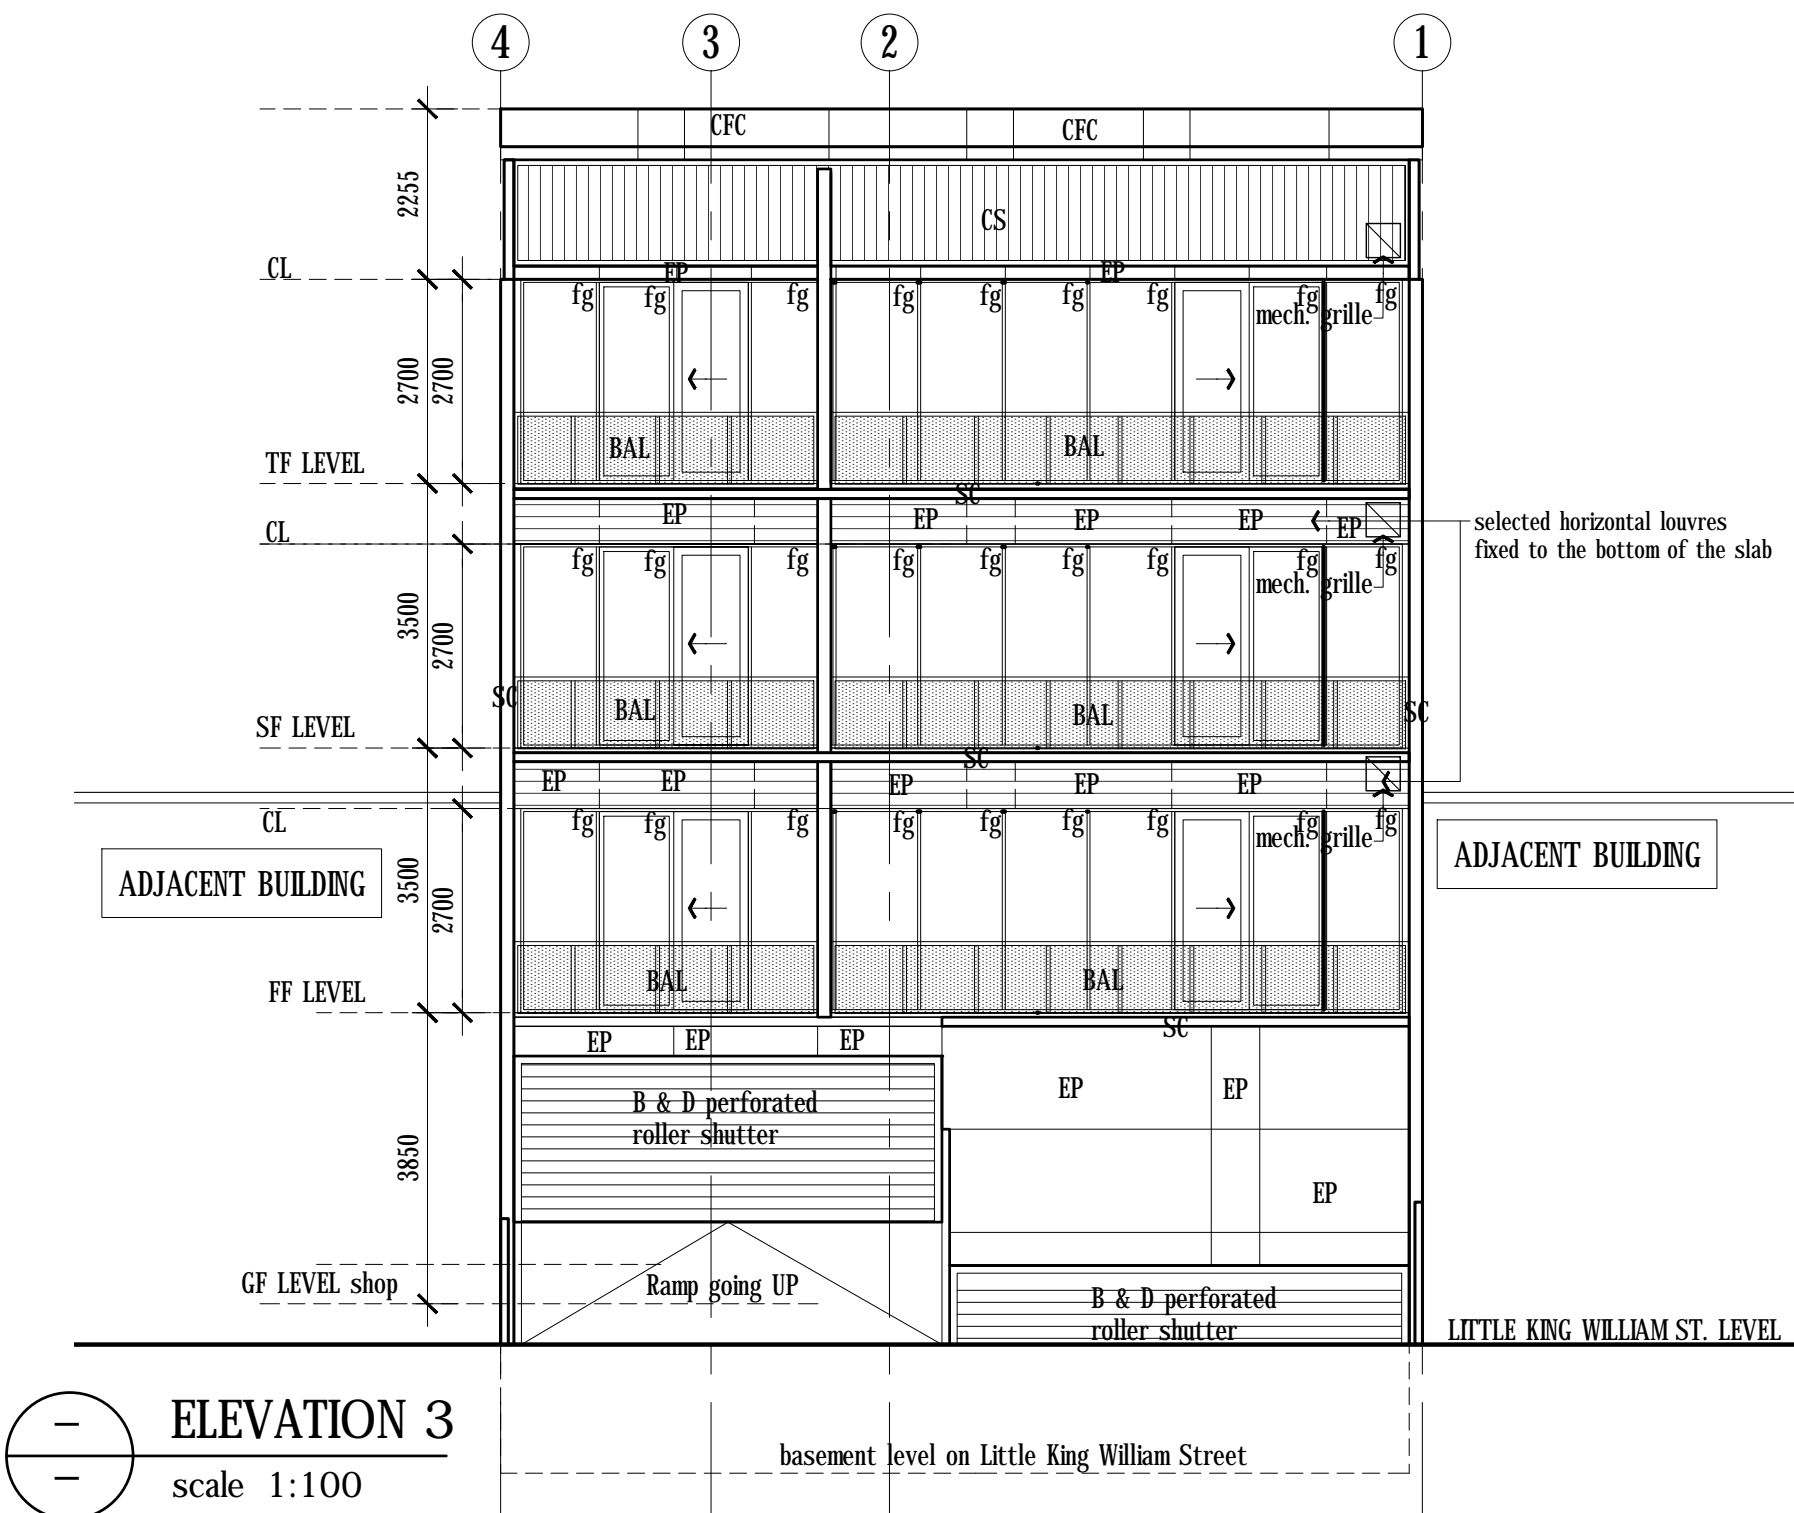 4 3 2 1
CFC CFC
2255
CS
CL
EP EP
fg fg fg fg fg fg fg fg fg
mech. grille
2700 2700
BAL BAL
TF LEVEL
SC
EP EP EP EP EP
selected horizontal louvres
fixed to the bottom of the slab
CL
fg fg fg fg fg fg fg fg fg
mech. grille
3500 2700
SC BAL BAL SC
SF LEVEL
SC
EP EP EP EP EP
CL
fg fg fg fg fg fg fg fg fg
mech. grille
ADJACENT BUILDING
ADJACENT BUILDING
3500 2700
BAL BAL
FF LEVEL
SC
EP EP EP
EP EP
B & D perforated
roller shutter
3850
EP
GF LEVEL shop
Ramp going UP
B & D perforated
roller shutter
LITTLE KING WILLIAM ST. LEVEL
ELEVATION 3
scale 1:100
basement level on Little King William Street